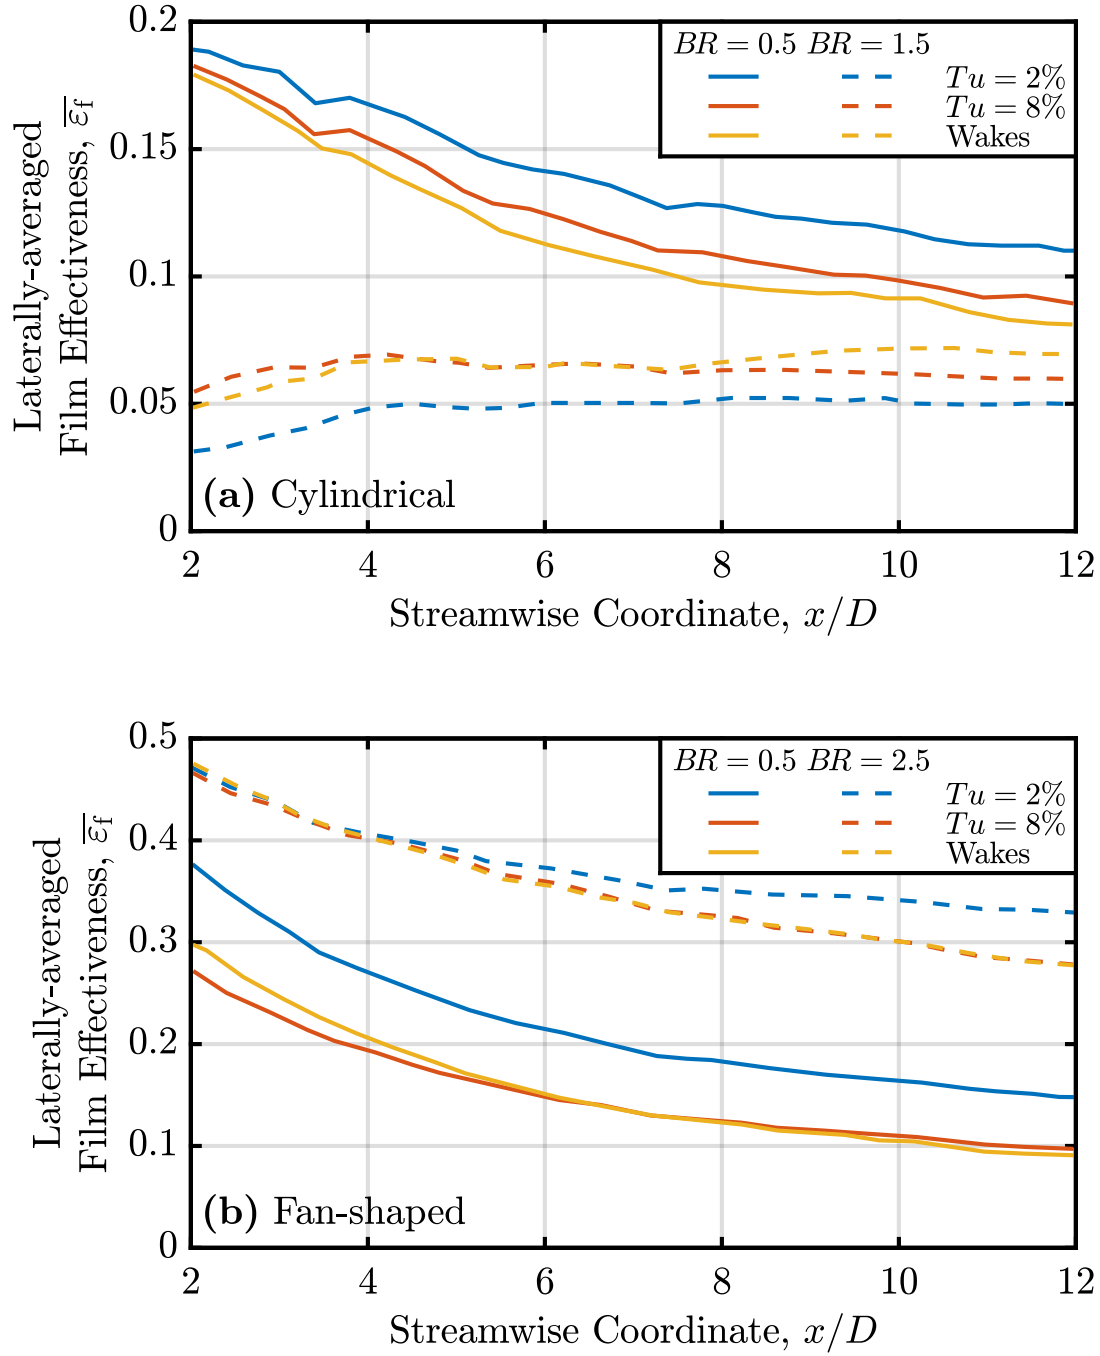 0.2
0.15
0.1
0.05
0
Laterally-averaged
Film Effectiveness, ε̅f
BR = 0.5 BR = 1.5
Tu = 2%
Tu = 8%
Wakes
(a) Cylindrical
2 4 6 8 10 12
Streamwise Coordinate, x/D
0.5
0.4
0.3
0.2
0.1
0
Laterally-averaged
Film Effectiveness, ε̅f
BR = 0.5 BR = 2.5
Tu = 2%
Tu = 8%
Wakes
(b) Fan-shaped
2 4 6 8 10 12
Streamwise Coordinate, x/D